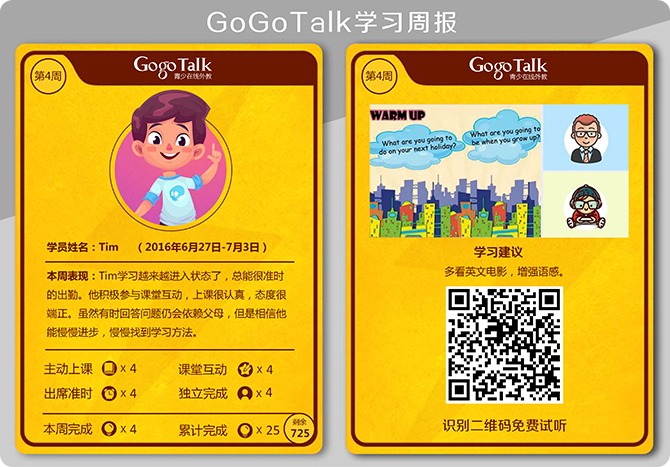 GoGoTalk学习周报
第4周
Gogo Talk
青少在线外教
学员姓名：Tim （2016年6月27日-7月3日）
本周表现：Tim学习越来越进入状态了，总能很准时
的出勤。他积极参与课堂互动，上课很认真，态度很
端正。虽然有时回答问题仍会依赖父母，但是相信他
能慢慢进步，慢慢找到学习方法。
主动上课 x 4 课堂互动 x 4
出席准时 x 4 独立完成 x 4
本周完成 x 4 累计完成 x 25
剩余
725
第4周
Gogo Talk
青少在线外教
WARM UP
What are you going to
do on your next holiday?
What are you going to
be when you grow up?
学习建议
多看英文电影，增强语感。
识别二维码免费试听